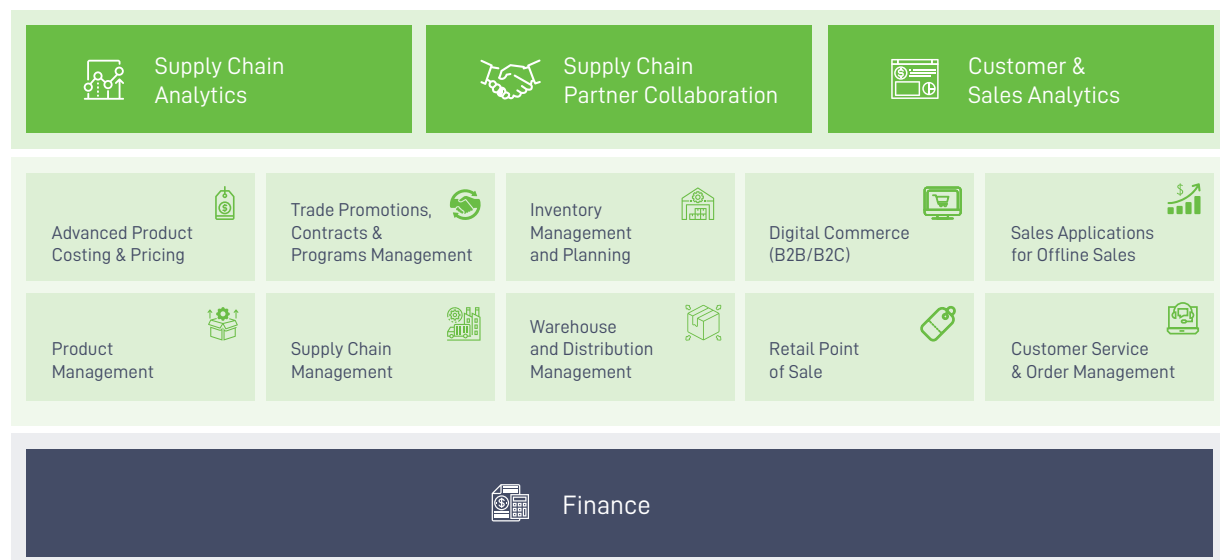 Supply Chain
Analytics
Supply Chain
Partner Collaboration
Customer &
Sales Analytics
Advanced Product
Costing & Pricing
Trade Promotions,
Contracts &
Programs Management
Inventory
Management
and Planning
Digital Commerce
(B2B/B2C)
Sales Applications
for Offline Sales
Product
Management
Supply Chain
Management
Warehouse
and Distribution
Management
Retail Point
of Sale
Customer Service
& Order Management
Finance